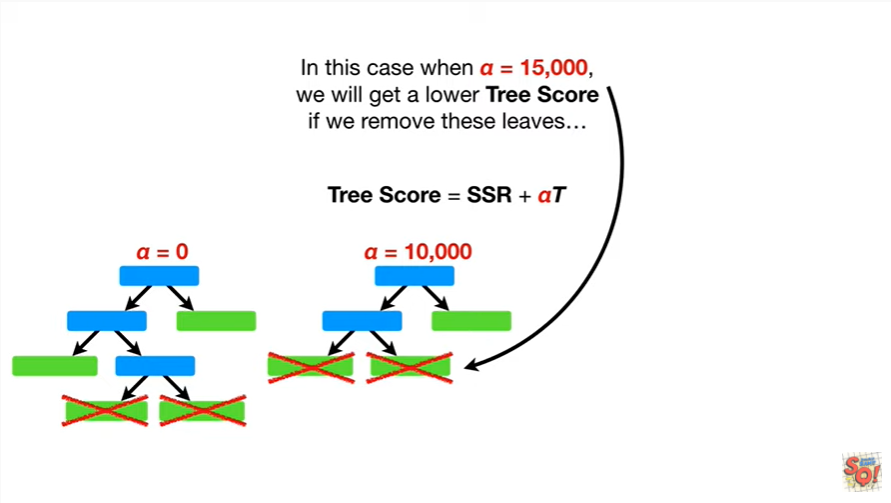 In this case when α = 15,000,
we will get a lower Tree Score
if we remove these leaves…
Tree Score = SSR + αT
α = 0
α = 10,000
SQ!